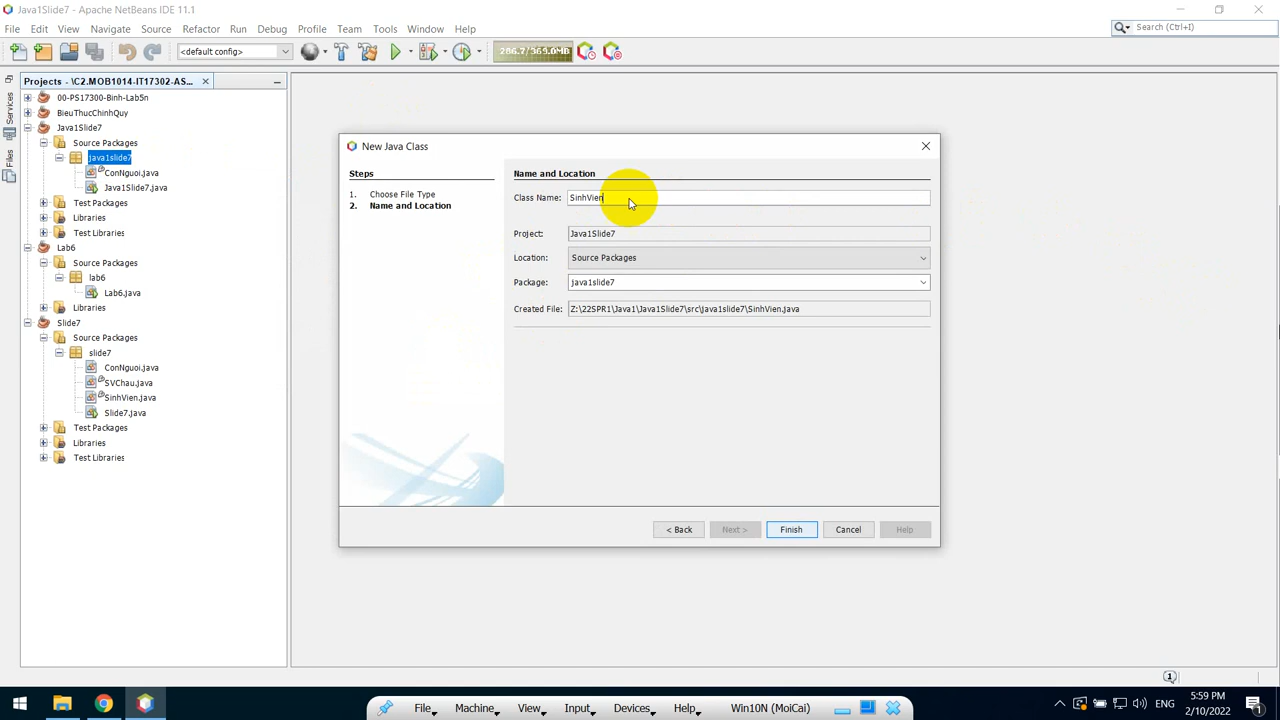 Java1Slide7 - Apache NetBeans IDE 11.1
File Edit View Navigate Source Refactor Run Debug Profile Team Tools Window Help
Search (Ctrl+I)
<default config>
286.7/369.0MB
Projects - \C2.MOB1014-IT17302-AS...
Services
Files
00-PS17300-Binh-Lab5n
BieuThucChinhQuy
Java1Slide7
Source Packages
java1slide7
ConNguoi.java
Java1Slide7.java
Test Packages
Libraries
Test Libraries
Lab6
Source Packages
lab6
Lab6.java
Libraries
Slide7
Source Packages
slide7
ConNguoi.java
SVChau.java
SinhVien.java
Slide7.java
Test Packages
Libraries
Test Libraries
New Java Class
Steps
1. Choose File Type
2. Name and Location
Name and Location
Class Name: SinhVien
Project: Java1Slide7
Location: Source Packages
Package: java1slide7
Created File: Z:\22SPR1\Java1\Java1Slide7\src\java1slide7\SinhVien.java
< Back Next > Finish Cancel Help
1
File Machine View Input Devices Help Win10N (MoiCai)
ENG
5:59 PM
2/10/2022
1